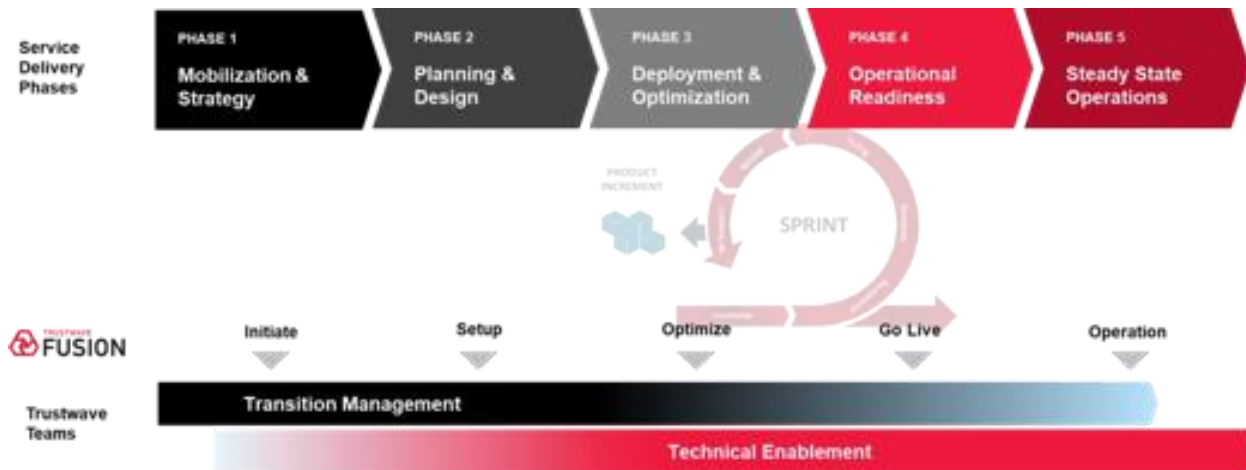 Service
Delivery
Phases
PHASE 1
Mobilization &
Strategy
PHASE 2
Planning &
Design
PHASE 3
Deployment &
Optimization
PHASE 4
Operational
Readiness
PHASE 5
Steady State
Operations
PRODUCT
INCREMENT
SPRINT
TRUSTWAVE
FUSION
Initiate
Setup
Optimize
Go Live
Operation
Trustwave
Teams
Transition Management
Technical Enablement